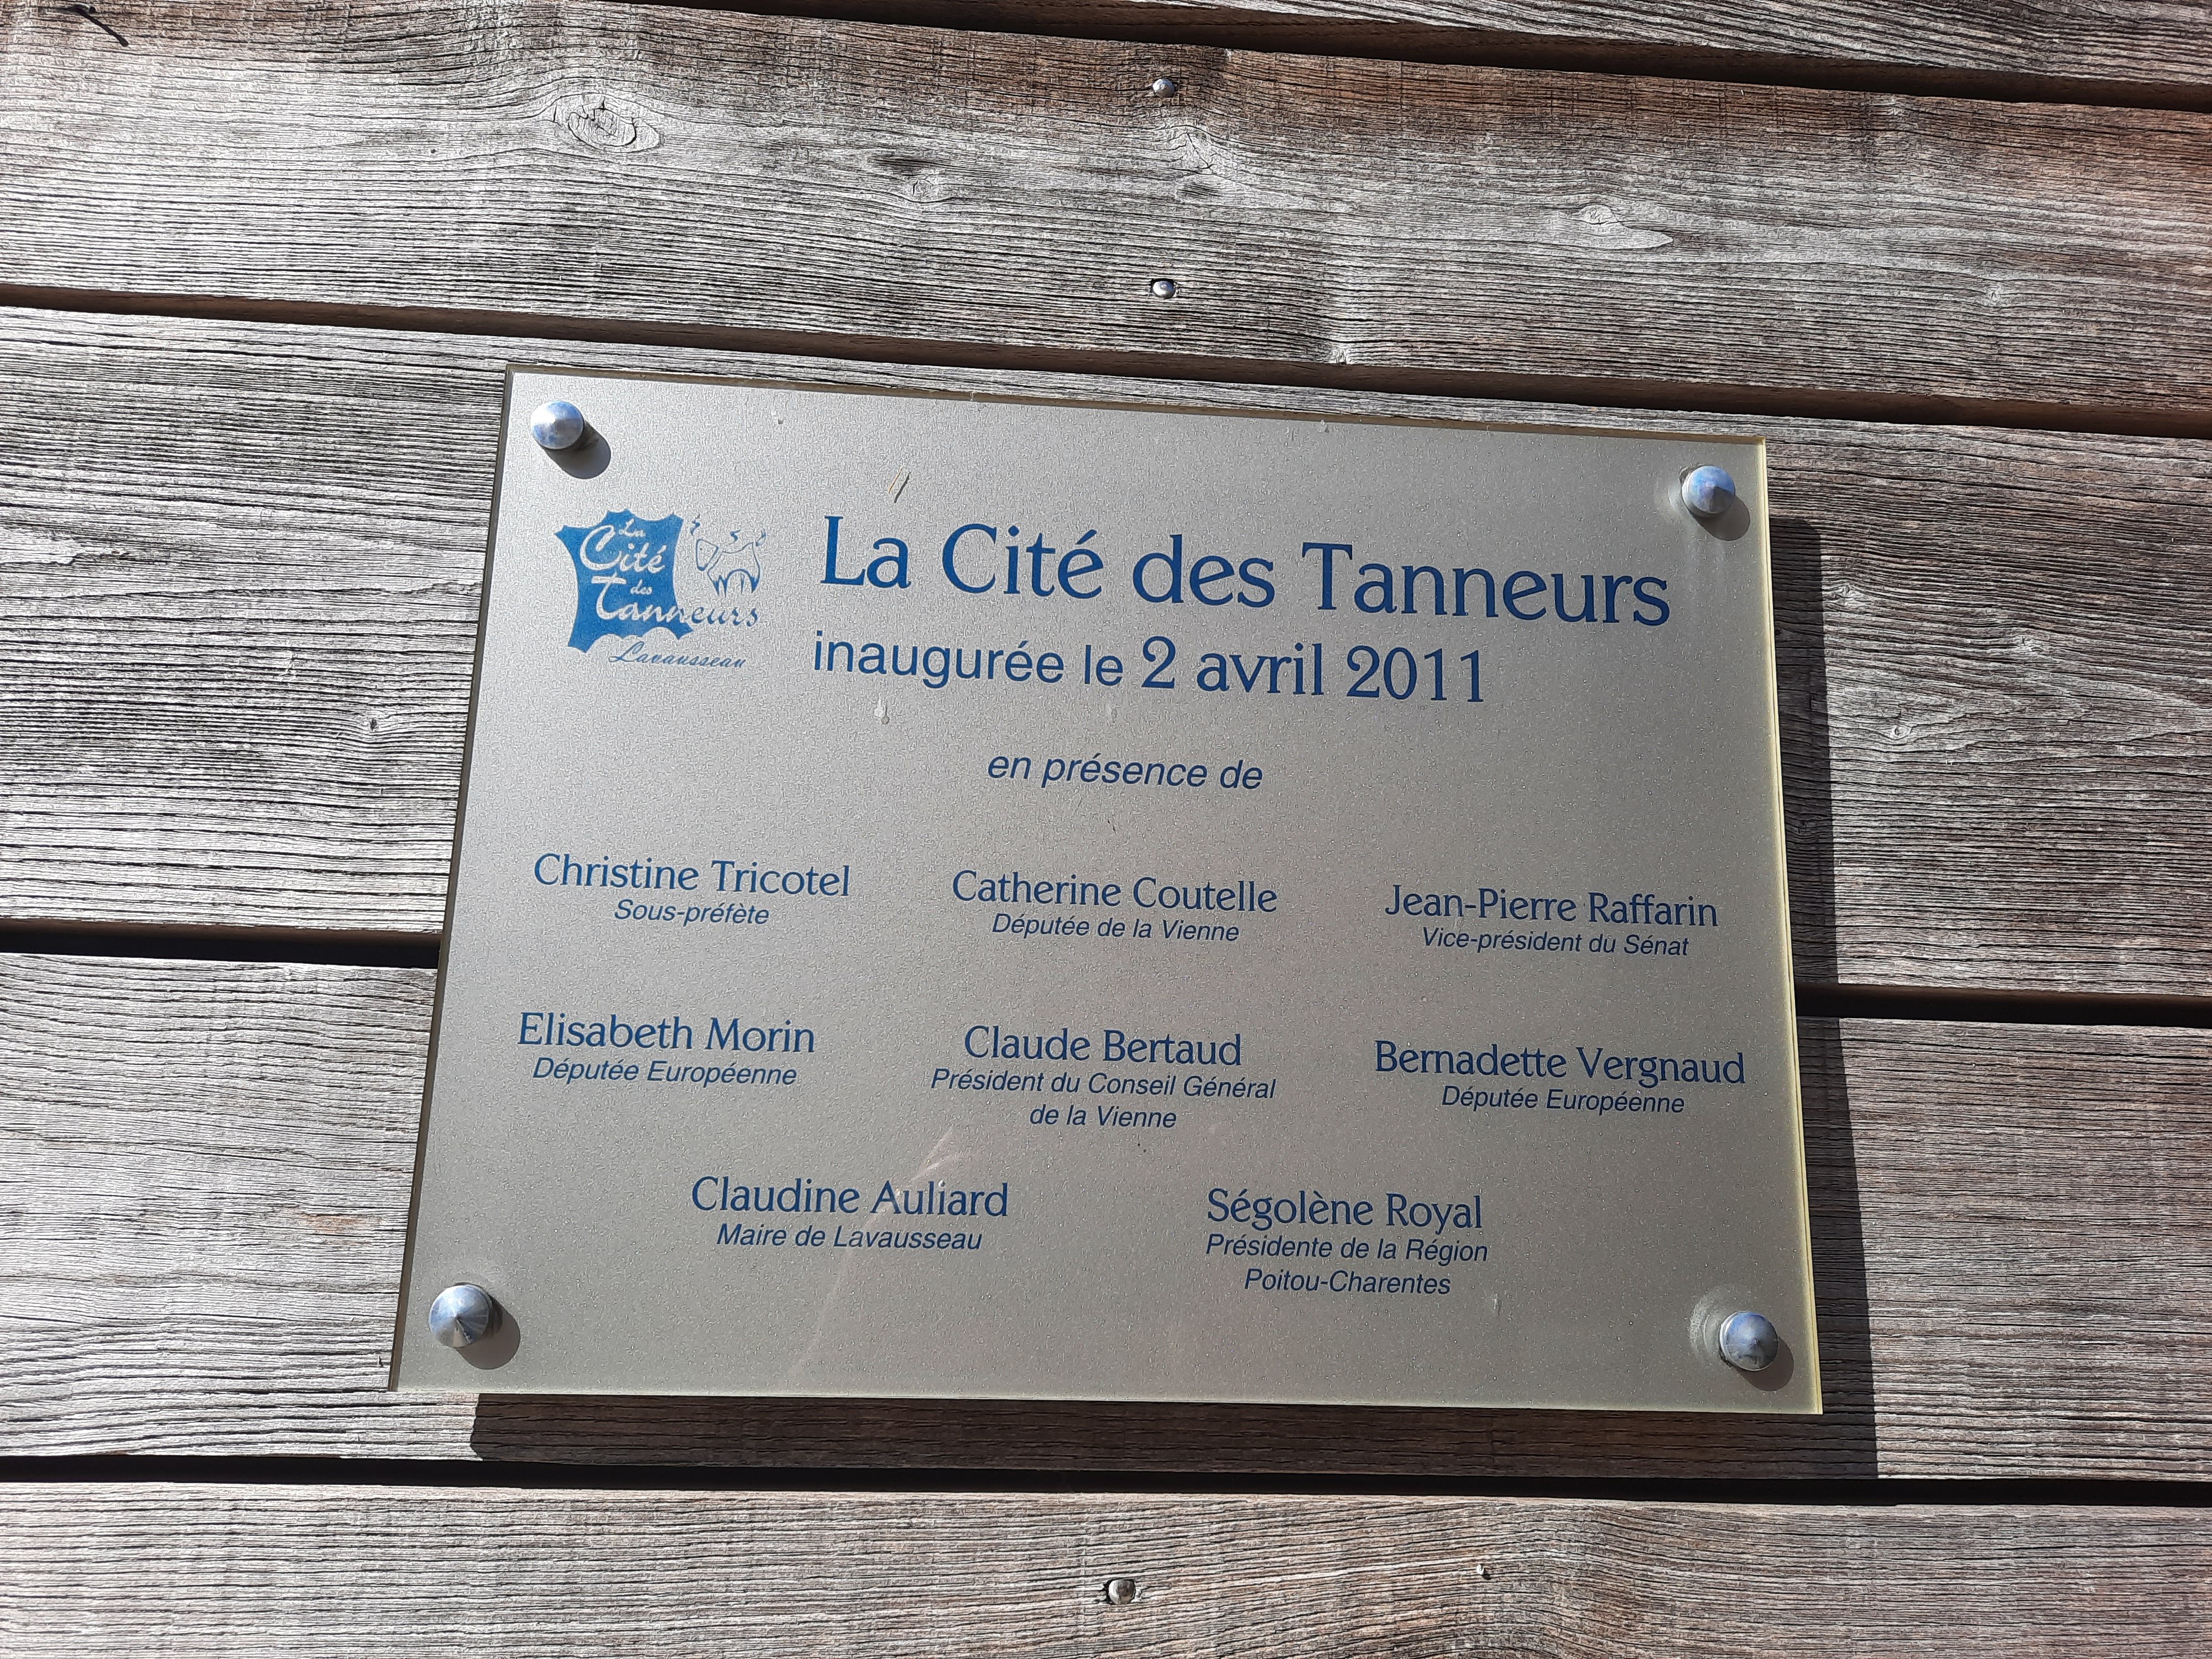 La
Cité
des
Tanneurs
Lavausseau
La Cité des Tanneurs
inaugurée le 2 avril 2011
en présence de
Christine Tricotel
Sous-préfète
Catherine Coutelle
Députée de la Vienne
Jean-Pierre Raffarin
Vice-président du Sénat
Elisabeth Morin
Députée Européenne
Claude Bertaud
Président du Conseil Général
de la Vienne
Bernadette Vergnaud
Députée Européenne
Claudine Auliard
Maire de Lavausseau
Ségolène Royal
Présidente de la Région
Poitou-Charentes